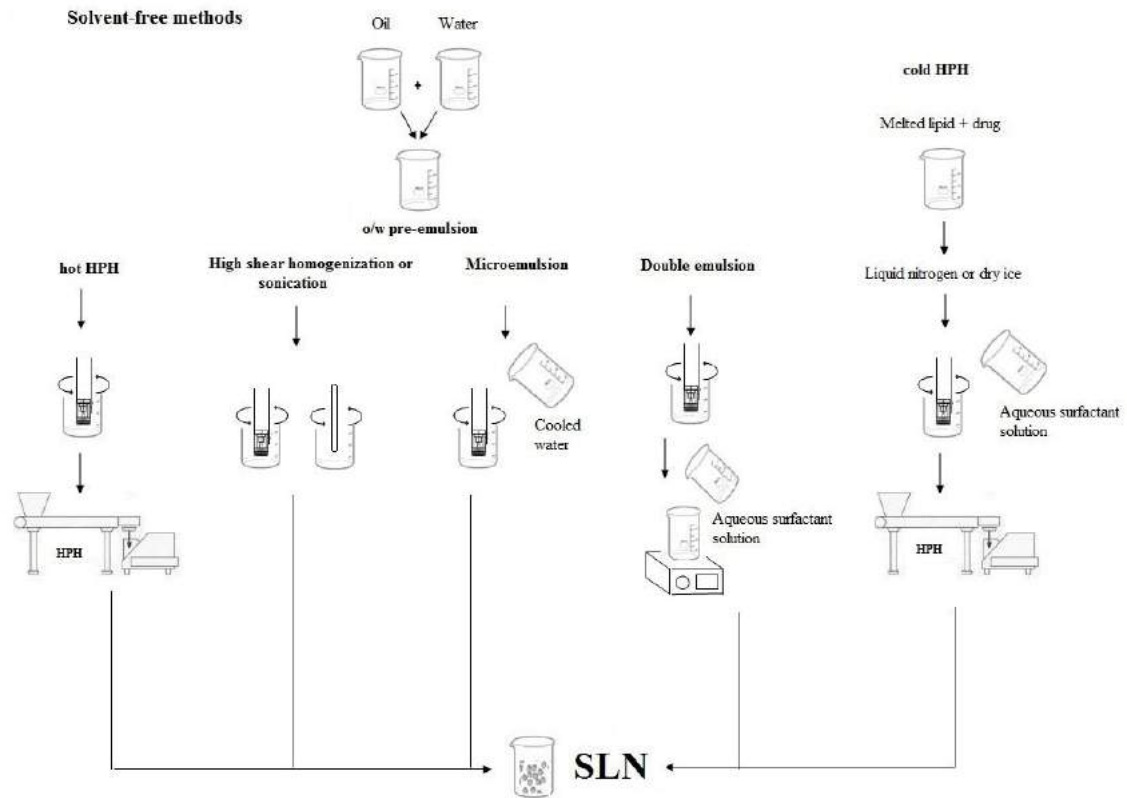 Solvent-free methods
Oil
Water
+
o/w pre-emulsion
cold HPH
Melted lipid + drug
hot HPH
High shear homogenization or
sonication
Microemulsion
Double emulsion
Liquid nitrogen or dry ice
Cooled
water
Aqueous surfactant
solution
Aqueous surfactant
solution
HPH
HPH
SLN